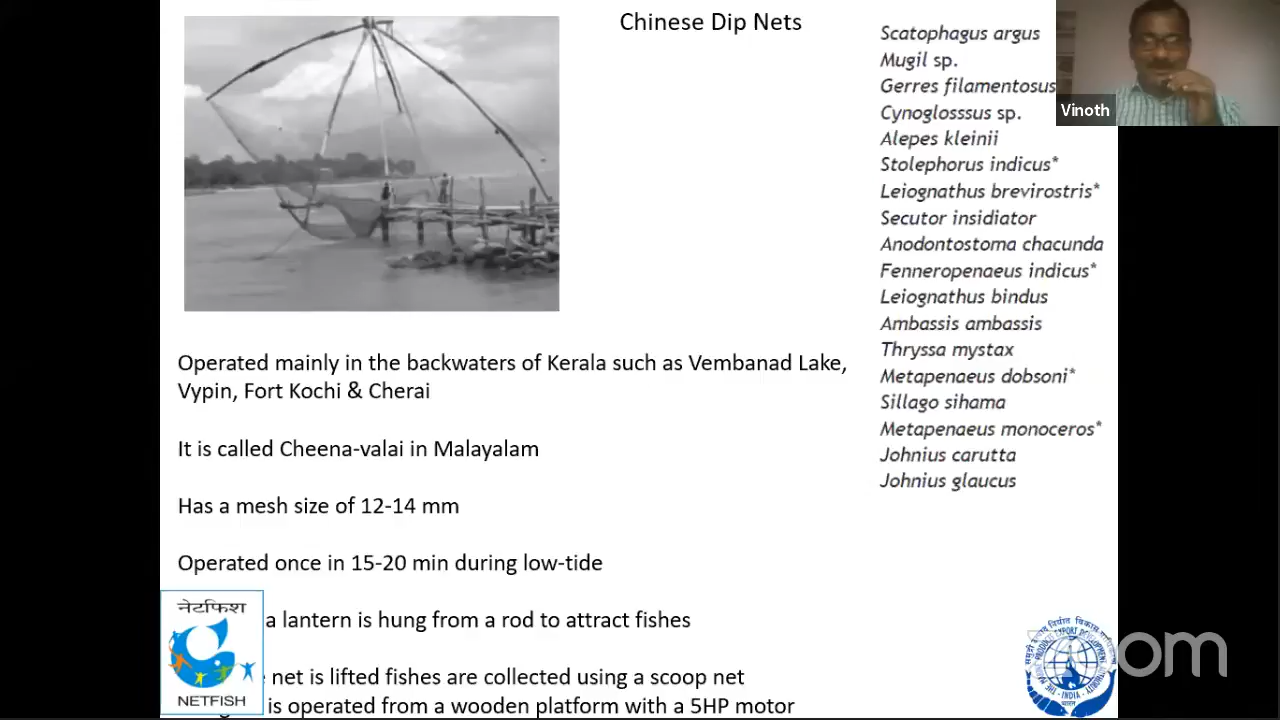 Chinese Dip Nets
Scatophagus argus
Mugil sp.
Gerres filamentosus
Cynoglosssus sp.
Alepes kleinii
Stolephorus indicus*
Leiognathus brevirostris*
Secutor insidiator
Anodontostoma chacunda
Fenneropenaeus indicus*
Leiognathus bindus
Ambassis ambassis
Thryssa mystax
Metapenaeus dobsoni*
Sillago sihama
Metapenaeus monoceros*
Johnius carutta
Johnius glaucus
Vinoth
Operated mainly in the backwaters of Kerala such as Vembanad Lake,
Vypin, Fort Kochi & Cherai
It is called Cheena-valai in Malayalam
Has a mesh size of 12-14 mm
Operated once in 15-20 min during low-tide
a lantern is hung from a rod to attract fishes
net is lifted fishes are collected using a scoop net
is operated from a wooden platform with a 5HP motor
नेटफिश
NETFISH
INDIA
zoom